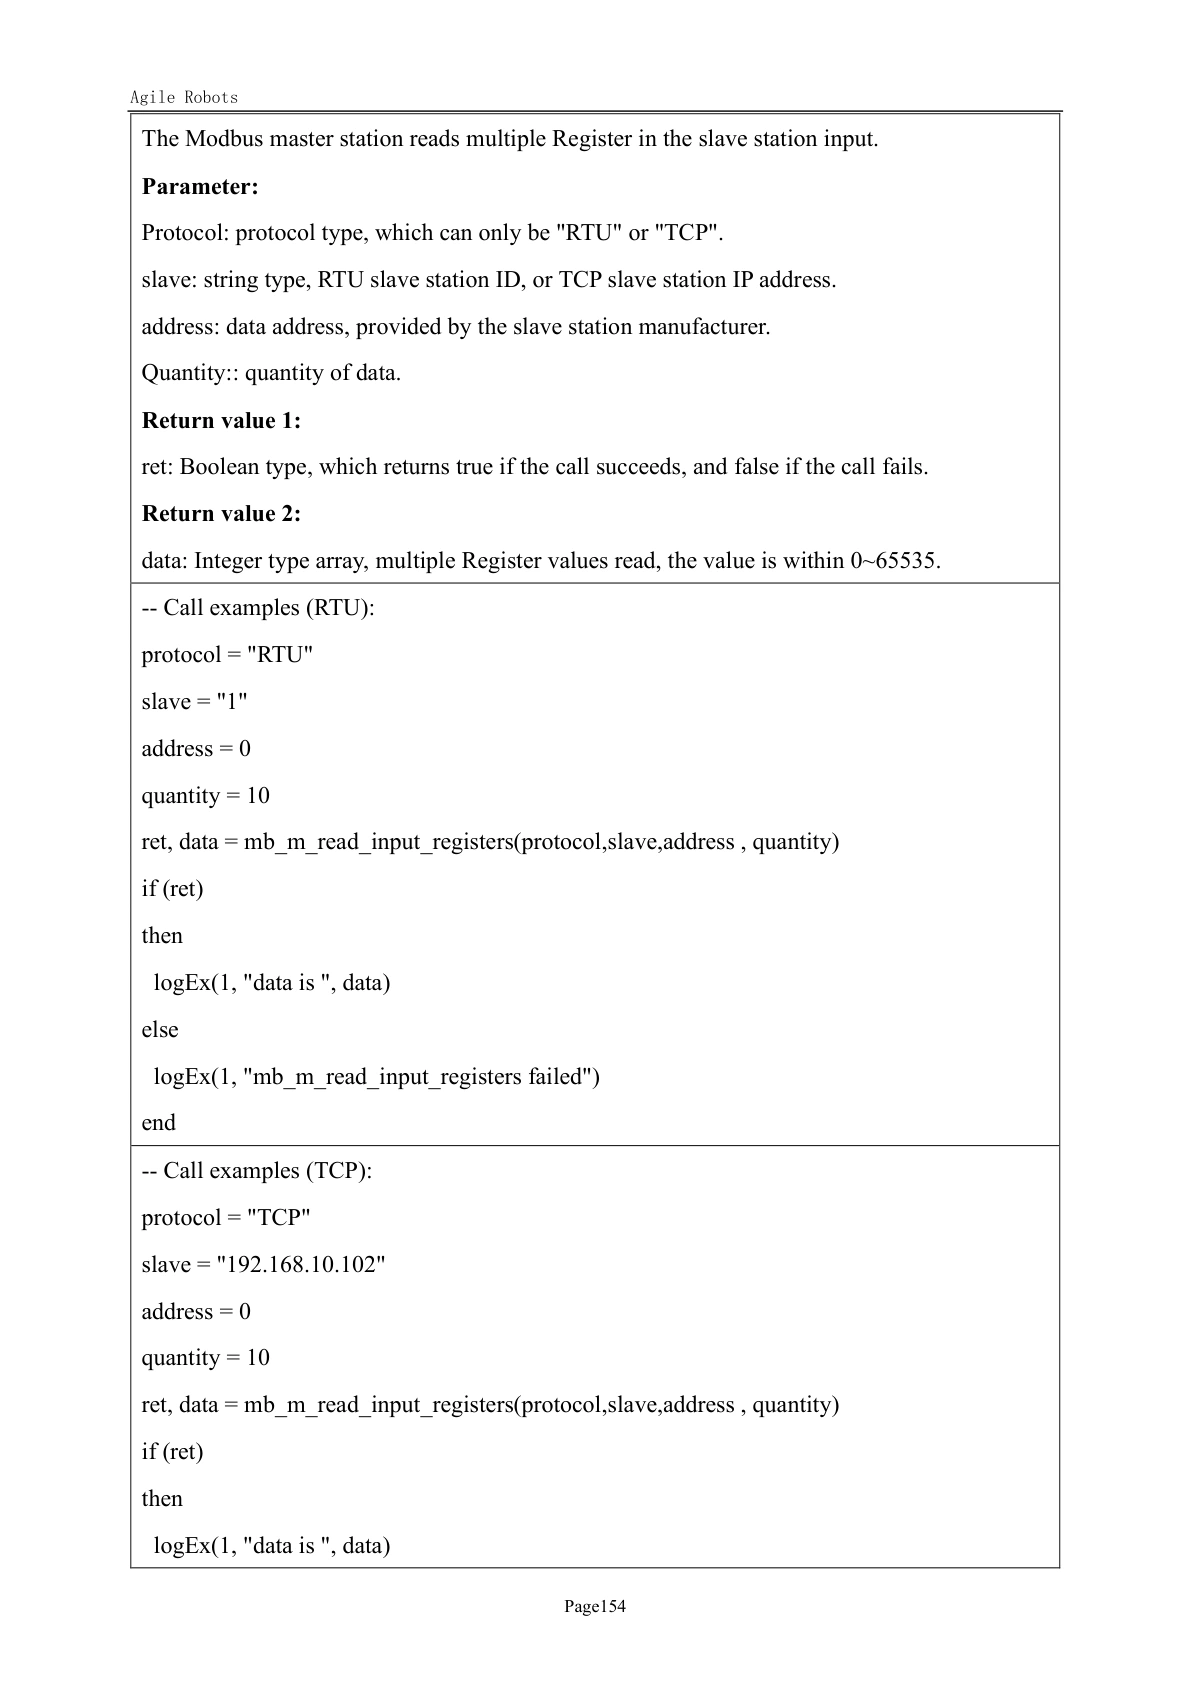 Agile Robots
The Modbus master station reads multiple Register in the slave station input.
Parameter:
Protocol: protocol type, which can only be "RTU" or "TCP".
slave: string type, RTU slave station ID, or TCP slave station IP address.
address: data address, provided by the slave station manufacturer.
Quantity:: quantity of data.
Return value 1:
ret: Boolean type, which returns true if the call succeeds, and false if the call fails.
Return value 2:
data: Integer type array, multiple Register values read, the value is within 0~65535.
-- Call examples (RTU):
protocol = "RTU"
slave = "1"
address = 0
quantity = 10
ret, data = mb_m_read_input_registers(protocol,slave,address , quantity)
if (ret)
then
  logEx(1, "data is ", data)
else
  logEx(1, "mb_m_read_input_registers failed")
end
-- Call examples (TCP):
protocol = "TCP"
slave = "192.168.10.102"
address = 0
quantity = 10
ret, data = mb_m_read_input_registers(protocol,slave,address , quantity)
if (ret)
then
  logEx(1, "data is ", data)
Page154